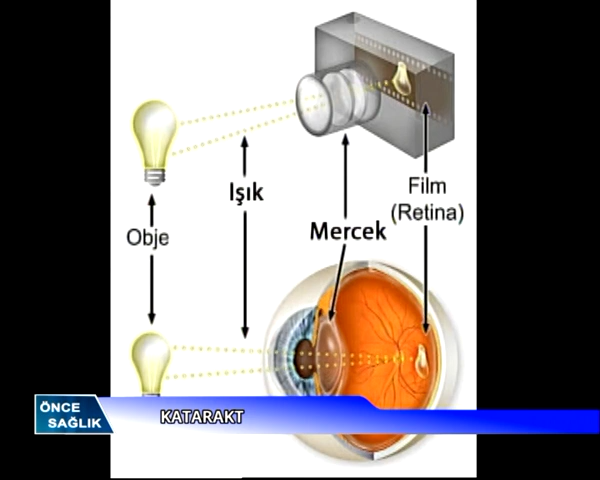 Işık
Obje
Mercek
Film
(Retina)
ÖNCE
SAĞLIK
KATARAKT